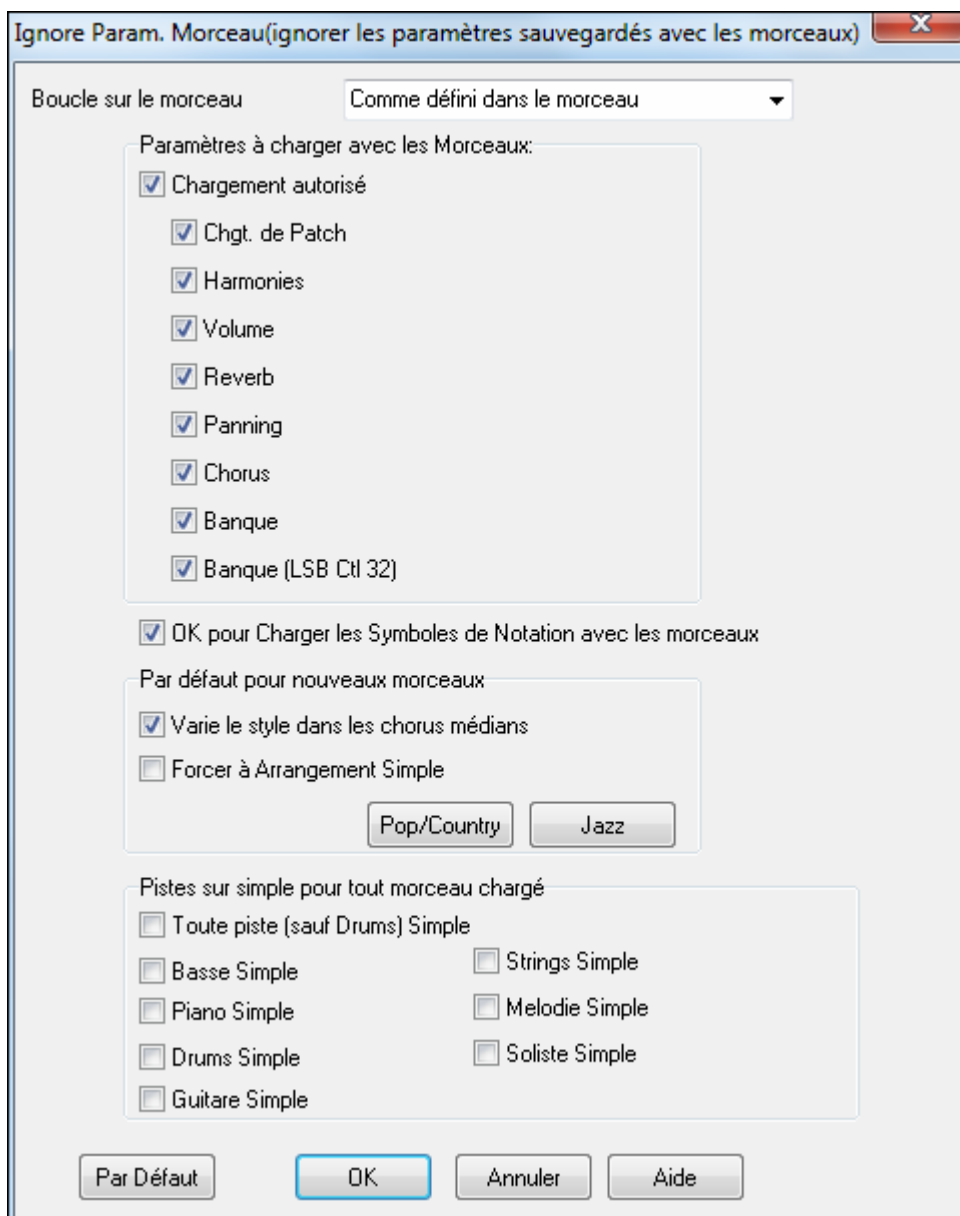 Ignore Param. Morceau(ignorer les paramètres sauvegardés avec les morceaux)
Boucle sur le morceau
Comme défini dans le morceau
Paramètres à charger avec les Morceaux:
Chargement autorisé
Chgt. de Patch
Harmonies
Volume
Reverb
Panning
Chorus
Banque
Banque (LSB Ctl 32)
OK pour Charger les Symboles de Notation avec les morceaux
Par défaut pour nouveaux morceaux
Varie le style dans les chorus médians
Forcer à Arrangement Simple
Pop/Country
Jazz
Pistes sur simple pour tout morceau chargé
Toute piste (sauf Drums) Simple
Basse Simple
Piano Simple
Drums Simple
Guitare Simple
Strings Simple
Melodie Simple
Soliste Simple
Par Défaut
OK
Annuler
Aide